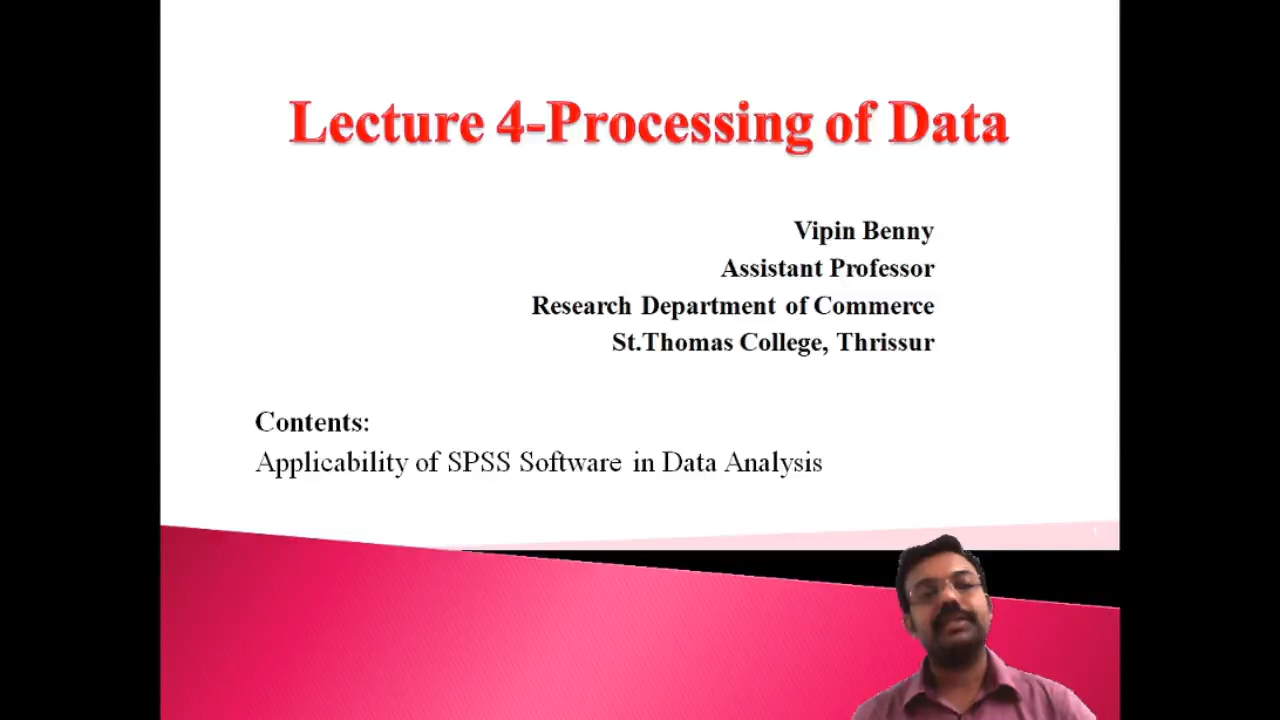 Lecture 4-Processing of Data
Vipin Benny
Assistant Professor
Research Department of Commerce
St.Thomas College, Thrissur
Contents:
Applicability of SPSS Software in Data Analysis
1